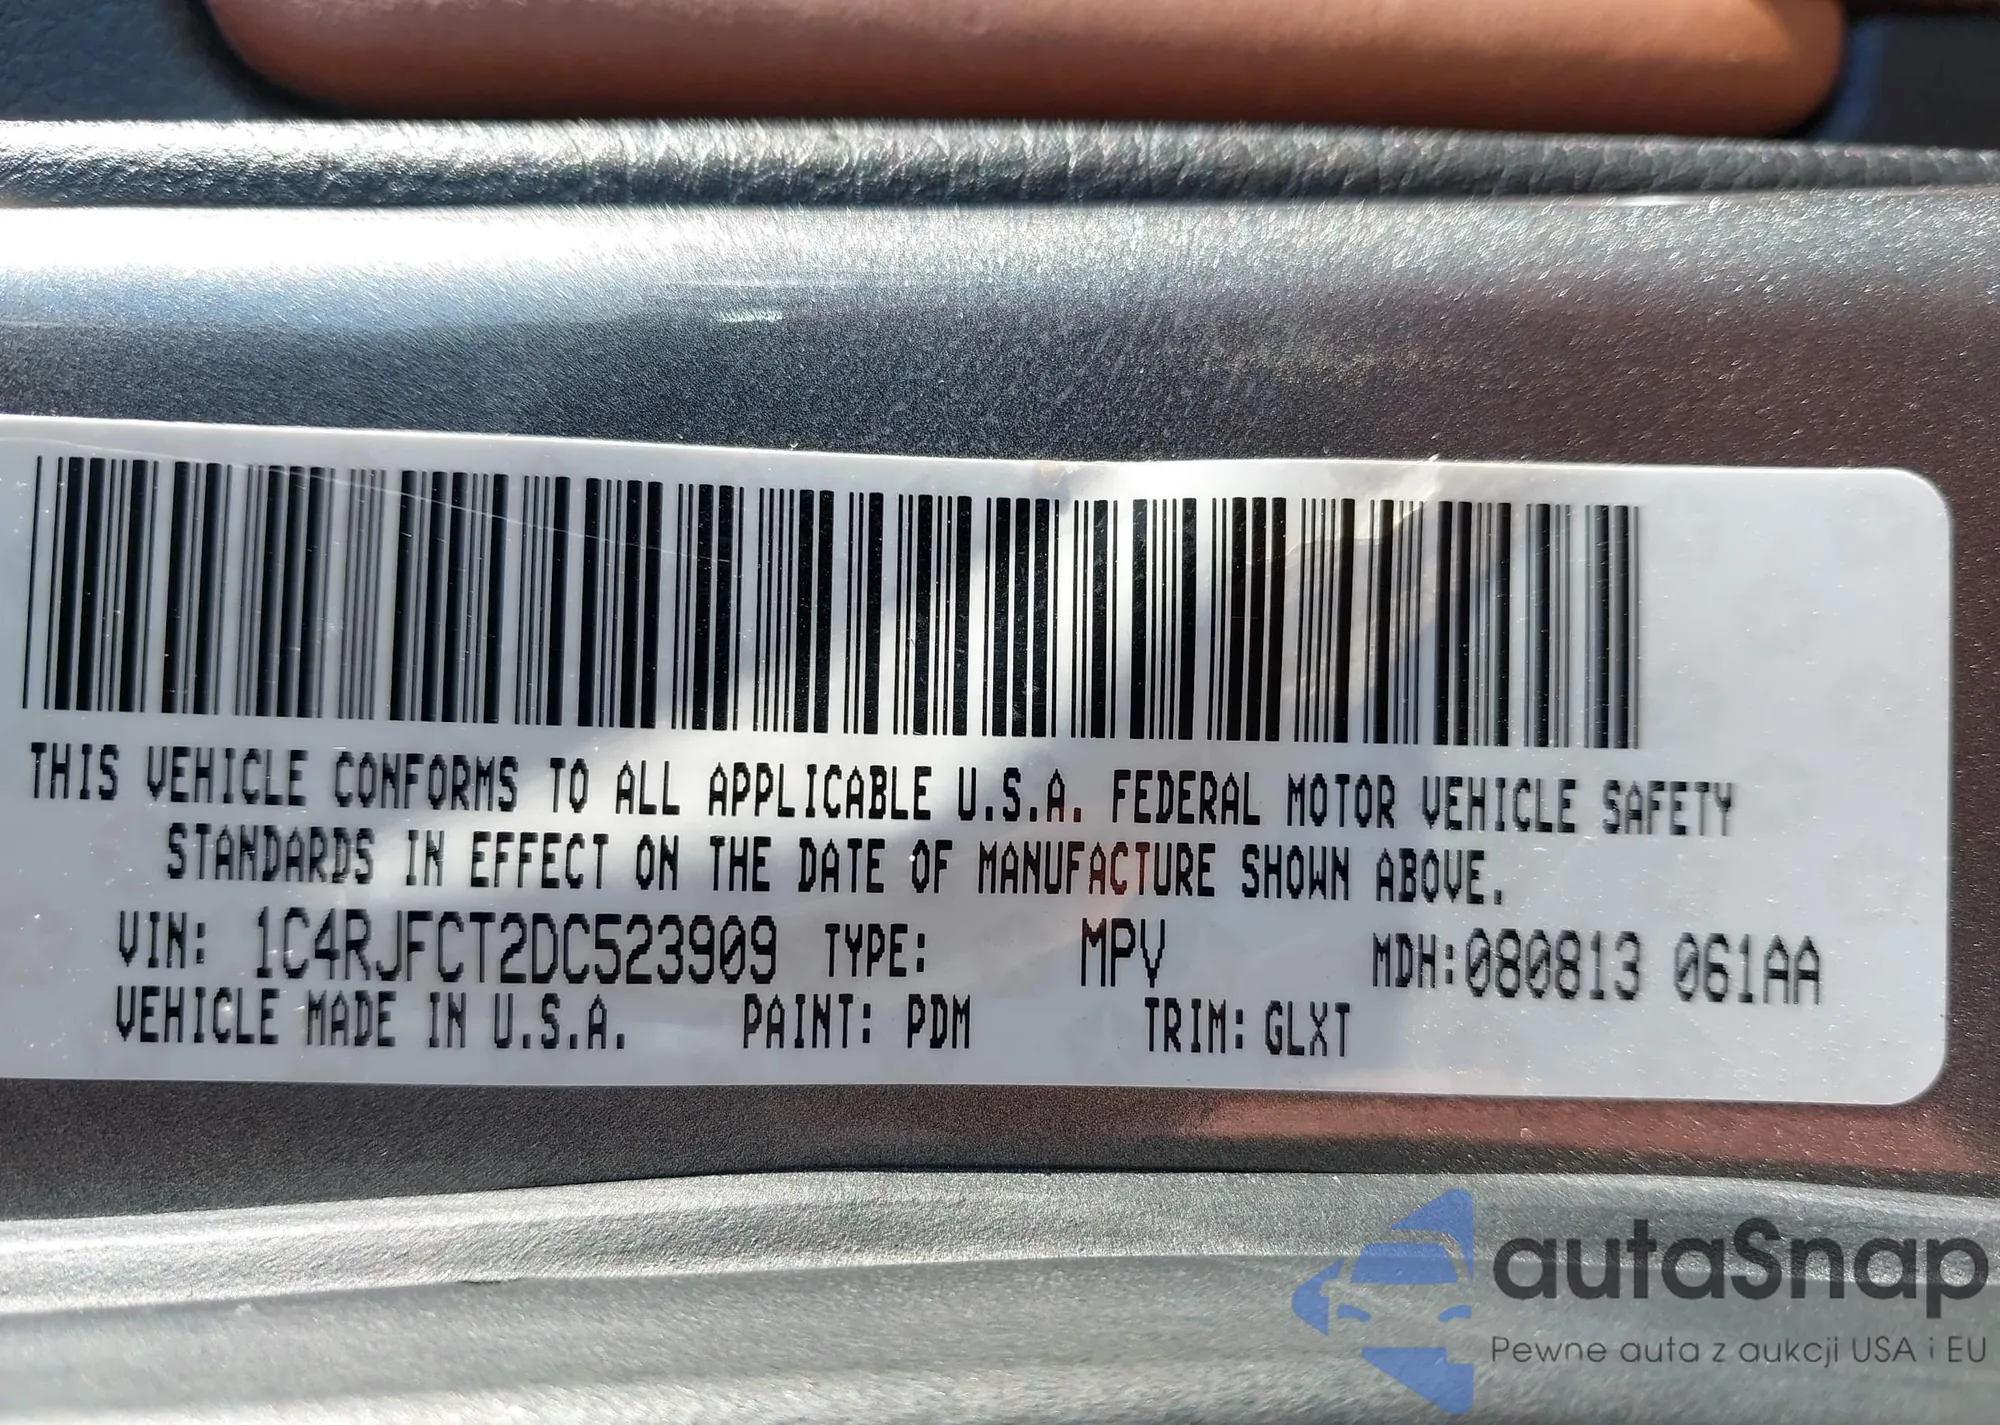 THIS VEHICLE CONFORMS TO ALL APPLICABLE U.S.A. FEDERAL MOTOR VEHICLE SAFETY
STANDARDS IN EFFECT ON THE DATE OF MANUFACTURE SHOWN ABOVE.
VIN: 1C4RJFCT2DC523909 TYPE: MPV MDH:080813 061AA
VEHICLE MADE IN U.S.A. PAINT: PDM TRIM: GLXT
autaSnap
Pewne auta z aukcji USA i EU